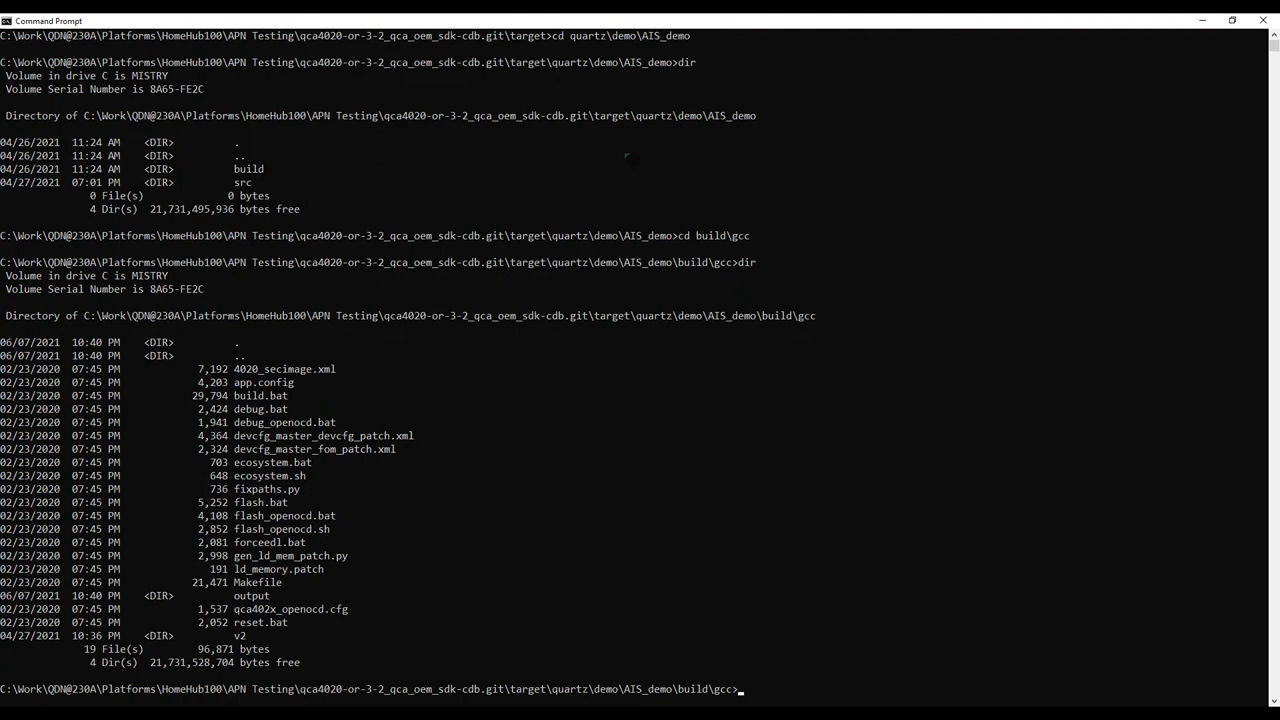 Command Prompt
C:\Work\QDN@230A\Platforms\HomeHub100\APN Testing\qca4020-or-3-2_qca_oem_sdk-cdb.git\target>cd quartz\demo\AIS_demo
C:\Work\QDN@230A\Platforms\HomeHub100\APN Testing\qca4020-or-3-2_qca_oem_sdk-cdb.git\target\quartz\demo\AIS_demo>dir
Volume in drive C is MISTRY
Volume Serial Number is 8A65-FE2C
Directory of C:\Work\QDN@230A\Platforms\HomeHub100\APN Testing\qca4020-or-3-2_qca_oem_sdk-cdb.git\target\quartz\demo\AIS_demo
04/26/2021 11:24 AM <DIR> .
04/26/2021 11:24 AM <DIR> ..
04/26/2021 11:24 AM <DIR> build
04/27/2021 07:01 PM <DIR> src
0 File(s) 0 bytes
4 Dir(s) 21,731,495,936 bytes free
C:\Work\QDN@230A\Platforms\HomeHub100\APN Testing\qca4020-or-3-2_qca_oem_sdk-cdb.git\target\quartz\demo\AIS_demo>cd build\gcc
C:\Work\QDN@230A\Platforms\HomeHub100\APN Testing\qca4020-or-3-2_qca_oem_sdk-cdb.git\target\quartz\demo\AIS_demo\build\gcc>dir
Volume in drive C is MISTRY
Volume Serial Number is 8A65-FE2C
Directory of C:\Work\QDN@230A\Platforms\HomeHub100\APN Testing\qca4020-or-3-2_qca_oem_sdk-cdb.git\target\quartz\demo\AIS_demo\build\gcc
06/07/2021 10:40 PM <DIR> .
06/07/2021 10:40 PM <DIR> ..
02/23/2020 07:45 PM 7,192 4020_secimage.xml
02/23/2020 07:45 PM 4,203 app.config
02/23/2020 07:45 PM 29,794 build.bat
02/23/2020 07:45 PM 2,424 debug.bat
02/23/2020 07:45 PM 1,941 debug_openocd.bat
02/23/2020 07:45 PM 4,364 devcfg_master_devcfg_patch.xml
02/23/2020 07:45 PM 2,324 devcfg_master_fom_patch.xml
02/23/2020 07:45 PM 703 ecosystem.bat
02/23/2020 07:45 PM 648 ecosystem.sh
02/23/2020 07:45 PM 736 fixpaths.py
02/23/2020 07:45 PM 5,252 flash.bat
02/23/2020 07:45 PM 4,108 flash_openocd.bat
02/23/2020 07:45 PM 2,852 flash_openocd.sh
02/23/2020 07:45 PM 2,081 forceedl.bat
02/23/2020 07:45 PM 2,998 gen_ld_mem_patch.py
02/23/2020 07:45 PM 191 ld_memory.patch
02/23/2020 07:45 PM 21,471 Makefile
06/07/2021 10:40 PM <DIR> output
02/23/2020 07:45 PM 1,537 qca402x_openocd.cfg
02/23/2020 07:45 PM 2,052 reset.bat
04/27/2021 10:36 PM <DIR> v2
19 File(s) 96,871 bytes
4 Dir(s) 21,731,528,704 bytes free
C:\Work\QDN@230A\Platforms\HomeHub100\APN Testing\qca4020-or-3-2_qca_oem_sdk-cdb.git\target\quartz\demo\AIS_demo\build\gcc>